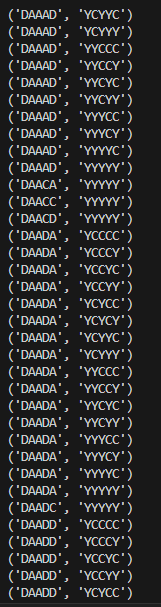 ('DAAAD', 'YCYYC')
('DAAAD', 'YCYYY')
('DAAAD', 'YYCCC')
('DAAAD', 'YYCCY')
('DAAAD', 'YYCYC')
('DAAAD', 'YYCYY')
('DAAAD', 'YYYCC')
('DAAAD', 'YYYCY')
('DAAAD', 'YYYYC')
('DAAAD', 'YYYYY')
('DAACA', 'YYYYY')
('DAACC', 'YYYYY')
('DAACD', 'YYYYY')
('DAADA', 'YCCCC')
('DAADA', 'YCCCY')
('DAADA', 'YCCYC')
('DAADA', 'YCCYY')
('DAADA', 'YCYCC')
('DAADA', 'YCYCY')
('DAADA', 'YCYYC')
('DAADA', 'YCYYY')
('DAADA', 'YYCCC')
('DAADA', 'YYCCY')
('DAADA', 'YYCYC')
('DAADA', 'YYCYY')
('DAADA', 'YYYCC')
('DAADA', 'YYYCY')
('DAADA', 'YYYYC')
('DAADA', 'YYYYY')
('DAADC', 'YYYYY')
('DAADD', 'YCCCC')
('DAADD', 'YCCCY')
('DAADD', 'YCCYC')
('DAADD', 'YCCYY')
('DAADD', 'YCYCC')